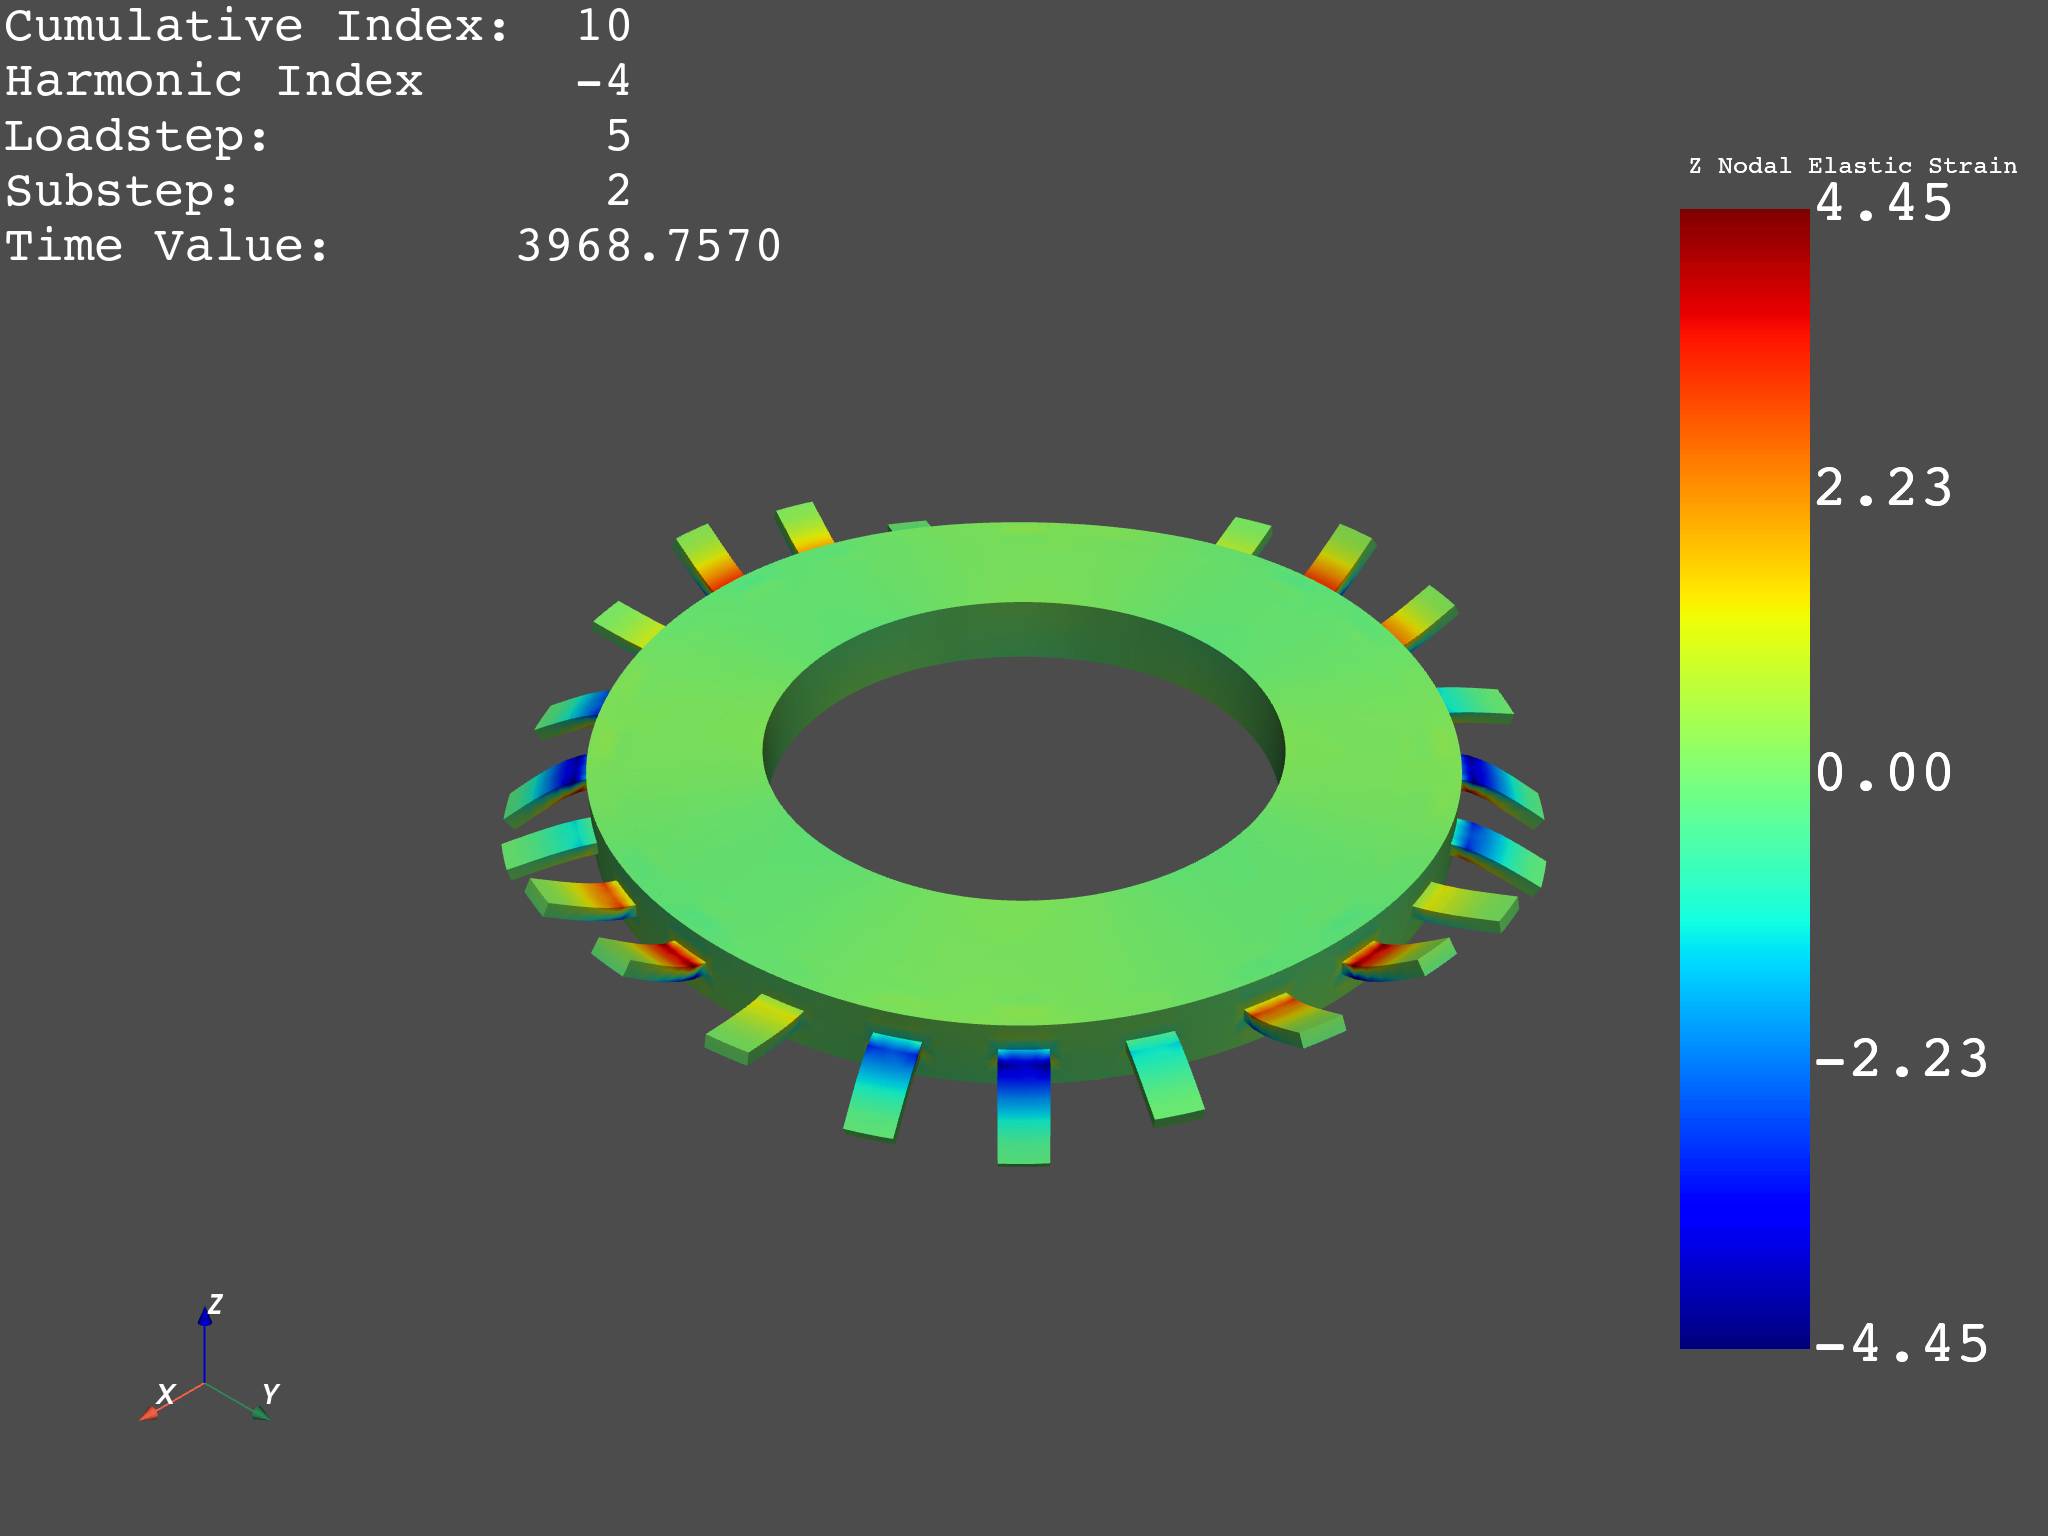 Cumulative Index: 10
Harmonic Index -4
Loadstep: 5
Substep: 2
Time Value: 3968.7570
Z Nodal Elastic Strain
4.45
2.23
0.00
-2.23
-4.45
Z
X Y